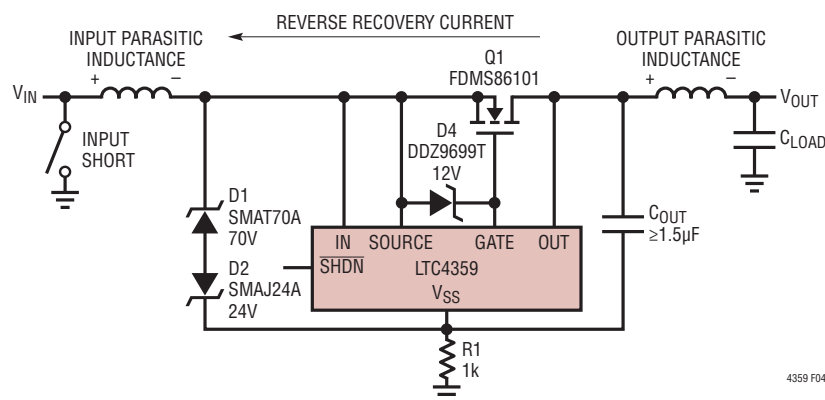 REVERSE RECOVERY CURRENT
INPUT PARASITIC
INDUCTANCE
+ –
OUTPUT PARASITIC
INDUCTANCE
+ –
Q1
FDMS86101
VIN
VOUT
INPUT
SHORT
CLOAD
D4
DDZ9699T
12V
D1
SMAT70A
70V
COUT
≥1.5µF
IN SOURCE GATE OUT
SHDN
LTC4359
VSS
D2
SMAJ24A
24V
R1
1k
4359 F04